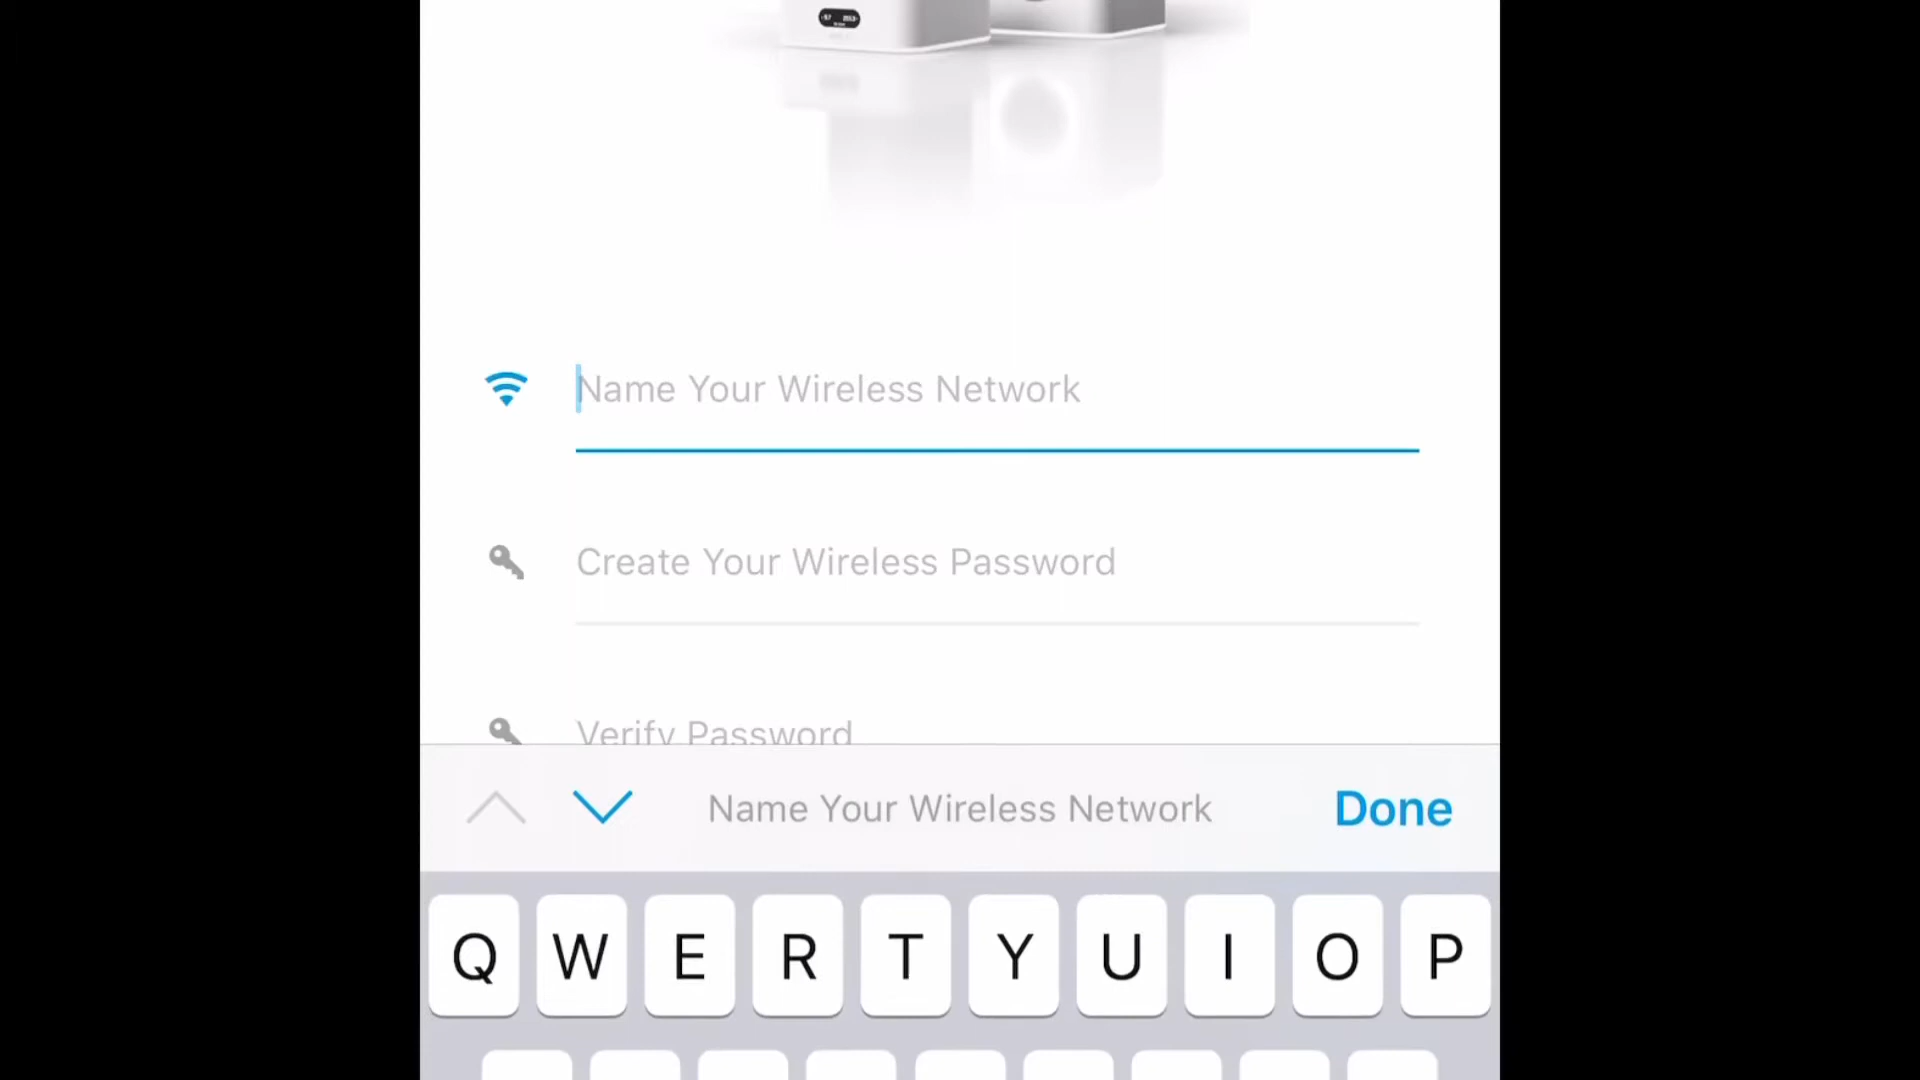 Name Your Wireless Network
Create Your Wireless Password
Verify Password
Name Your Wireless Network Done
Q W E R T Y U I O P